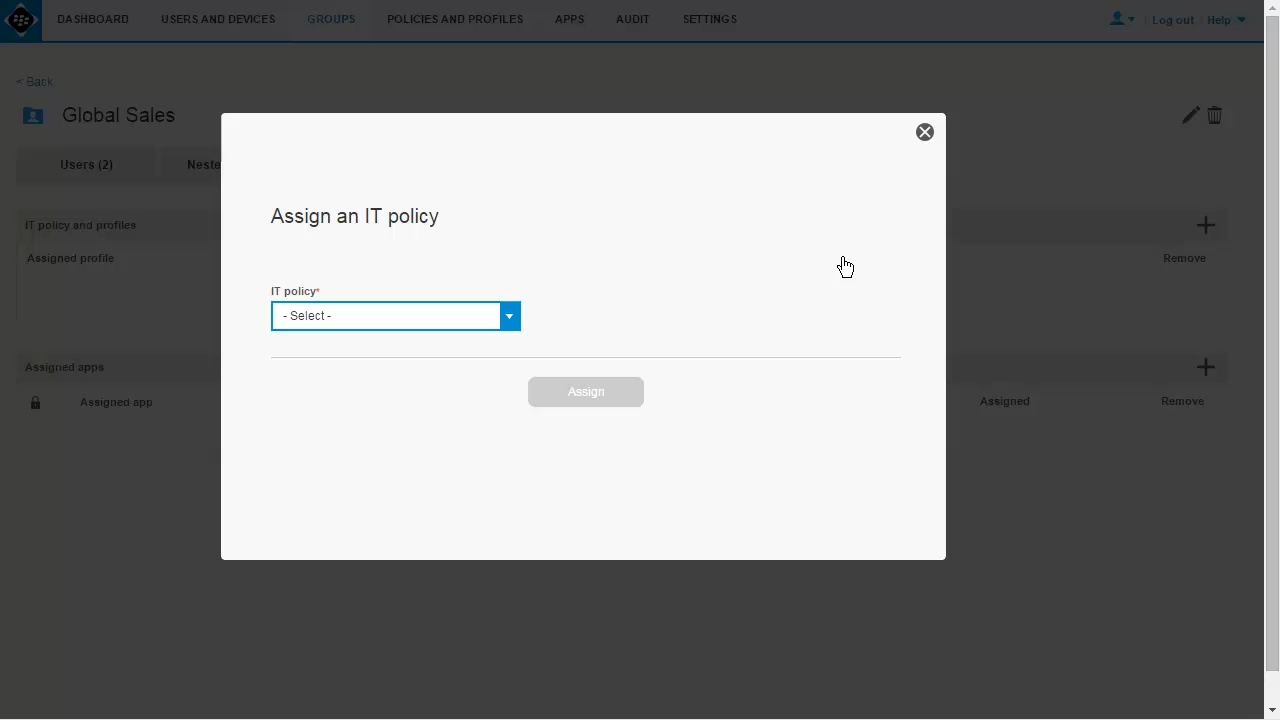 DASHBOARD USERS AND DEVICES GROUPS POLICIES AND PROFILES APPS AUDIT SETTINGS Log out Help
< Back
Global Sales
Users (2) Neste
IT policy and profiles
Assigned profile Remove
Assigned apps
Assigned app Assigned Remove
Assign an IT policy
IT policy*
- Select -
Assign